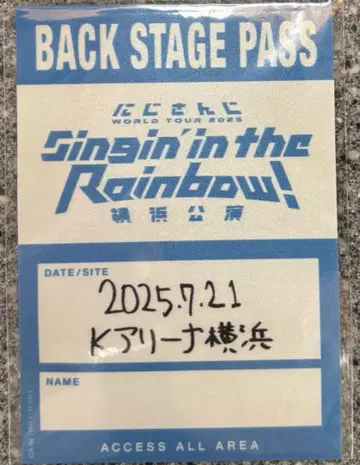 BACK STAGE PASS
にじさんじ
WORLD TOUR 2025
Singin' in the
Rainbow!
横浜公演
DATE/SITE
2025.7.21
Kアリーナ横浜
NAME
ACCESS ALL AREA